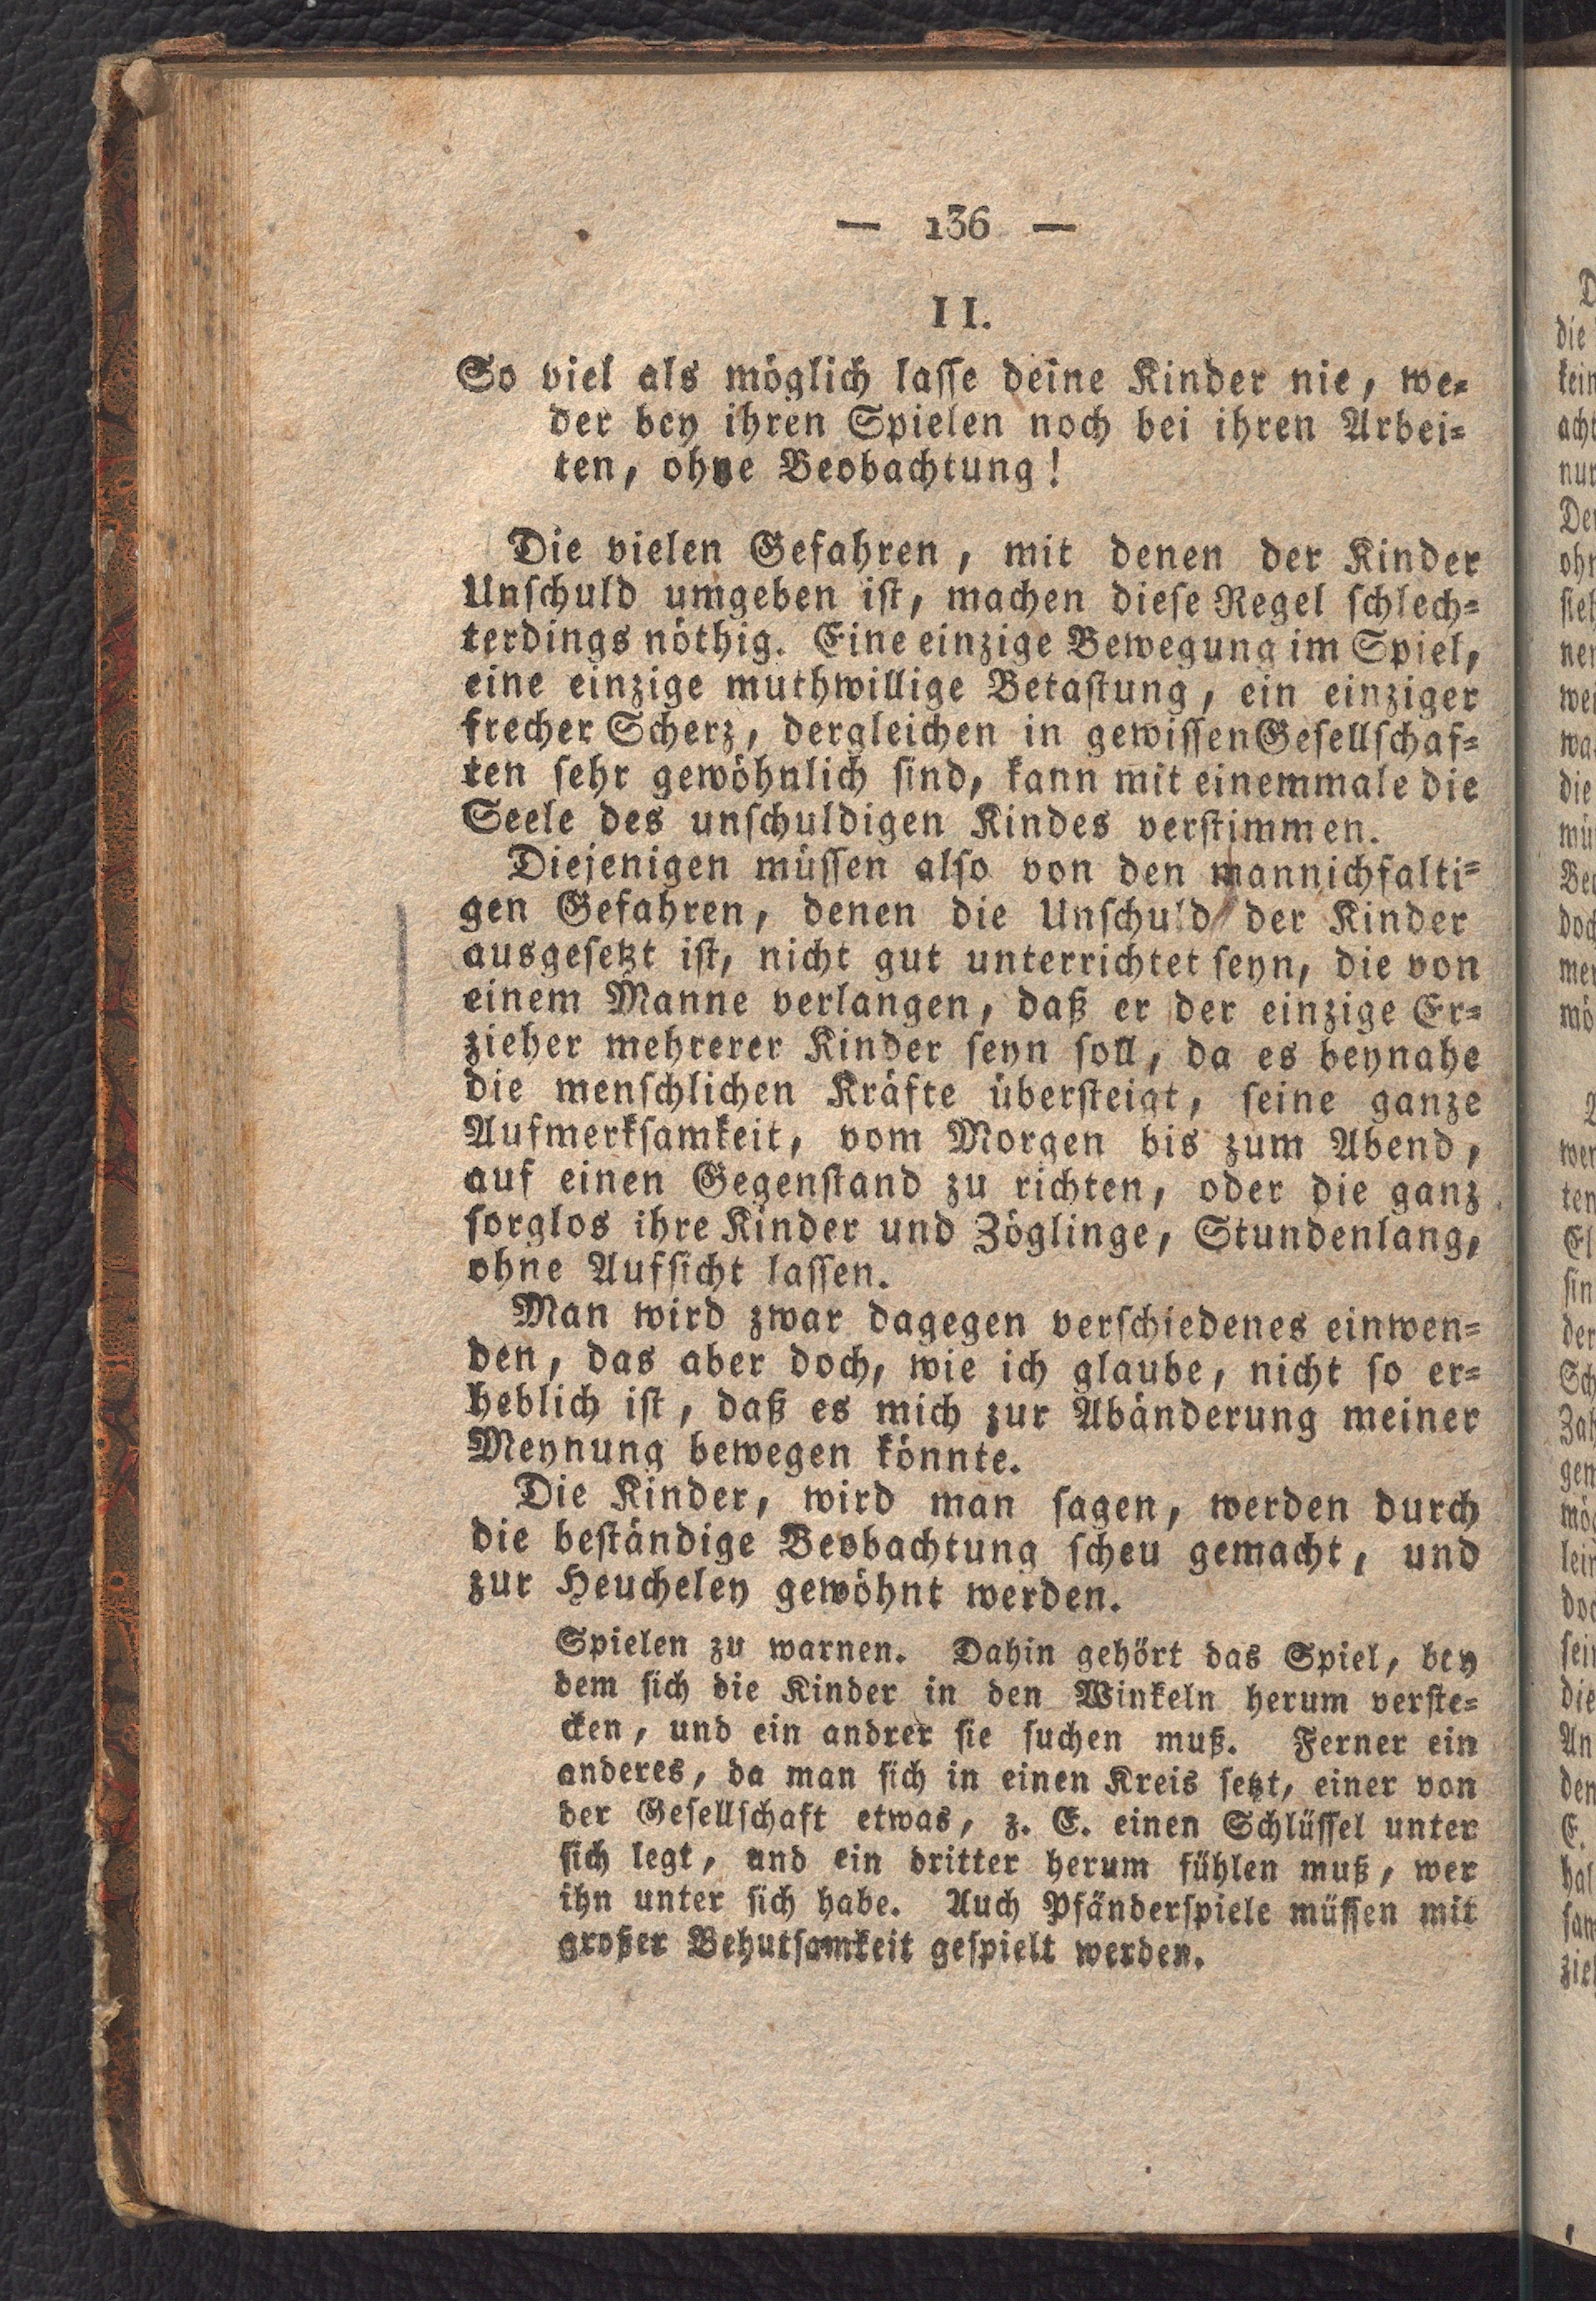 — 136 —
II.
So viel als möglich lasse deine Kinder nie, we-
der bey ihren Spielen noch bei ihren Arbei-
ten, ohne Beobachtung!
Die vielen Gefahren, mit denen der Kinder
Unschuld umgeben ist, machen diese Regel schlech-
terdings nöthig. Eine einzige Bewegung im Spiel,
eine einzige muthwillige Betastung, ein einziger
frecher Scherz, dergleichen in gewissen Gesellschaf-
ten sehr gewöhnlich sind, kann mit einemmale die
Seele des unschuldigen Kindes verstimmen.
Diejenigen müssen also von den mannichfalti-
gen Gefahren, denen die Unschuld der Kinder
ausgesetzt ist, nicht gut unterrichtet seyn, die von
einem Manne verlangen, daß er der einzige Er-
zieher mehrerer Kinder seyn soll, da es beynahe
die menschlichen Kräfte übersteigt, seine ganze
Aufmerksamkeit, vom Morgen bis zum Abend,
auf einen Gegenstand zu richten, oder die ganz
sorglos ihre Kinder und Zöglinge, Stundenlang,
ohne Aufsicht lassen.
Man wird zwar dagegen verschiedenes einwen-
den, das aber doch, wie ich glaube, nicht so er-
heblich ist, daß es mich zur Abänderung meiner
Meynung bewegen könnte.
Die Kinder, wird man sagen, werden durch
die beständige Beobachtung scheu gemacht, und
zur Heucheley gewöhnt werden.
Spielen zu warnen. Dahin gehört das Spiel, bey
dem sich die Kinder in den Winkeln herum verste-
cken, und ein andrer sie suchen muß. Ferner ein
anderes, da man sich in einen Kreis setzt, einer von
der Gesellschaft etwas, z. E. einen Schlüssel unter
sich legt, und ein dritter herum fühlen muß, wer
ihn unter sich habe. Auch Pfänderspiele müssen mit
großer Behutsamkeit gespielt werden.